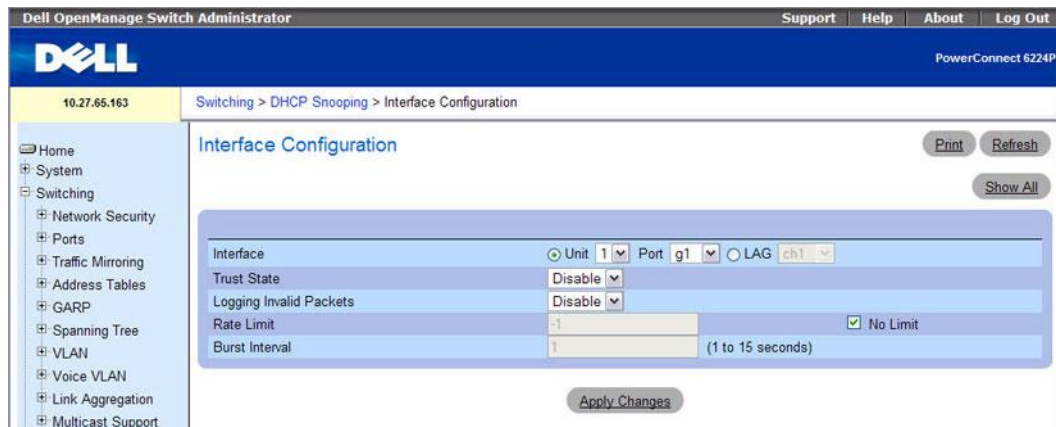 Dell OpenManage Switch Administrator Support Help About Log Out
DELL
PowerConnect 6224P
10.27.65.163
Switching > DHCP Snooping > Interface Configuration
Home
System
Switching
Network Security
Ports
Traffic Mirroring
Address Tables
GARP
Spanning Tree
VLAN
Voice VLAN
Link Aggregation
Multicast Support
Interface Configuration
Print Refresh
Show All
Interface Unit 1 Port g1 LAG ch1
Trust State Disable
Logging Invalid Packets Disable
Rate Limit -1 No Limit
Burst Interval 1 (1 to 15 seconds)
Apply Changes